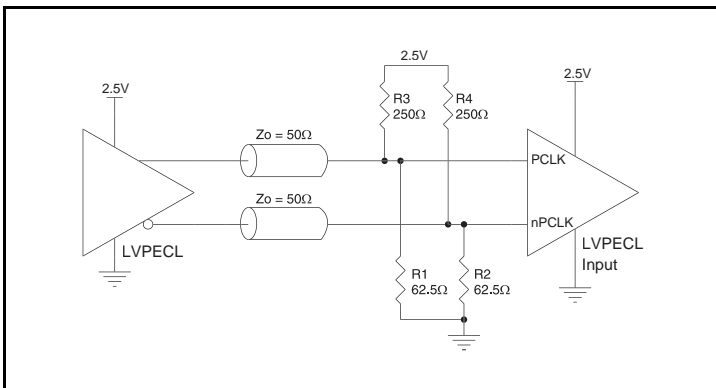 2.5V
2.5V
2.5V
R3
250Ω
R4
250Ω
Zo = 50Ω
PCLK
Zo = 50Ω
nPCLK
LVPECL
LVPECL
Input
R1
62.5Ω
R2
62.5Ω